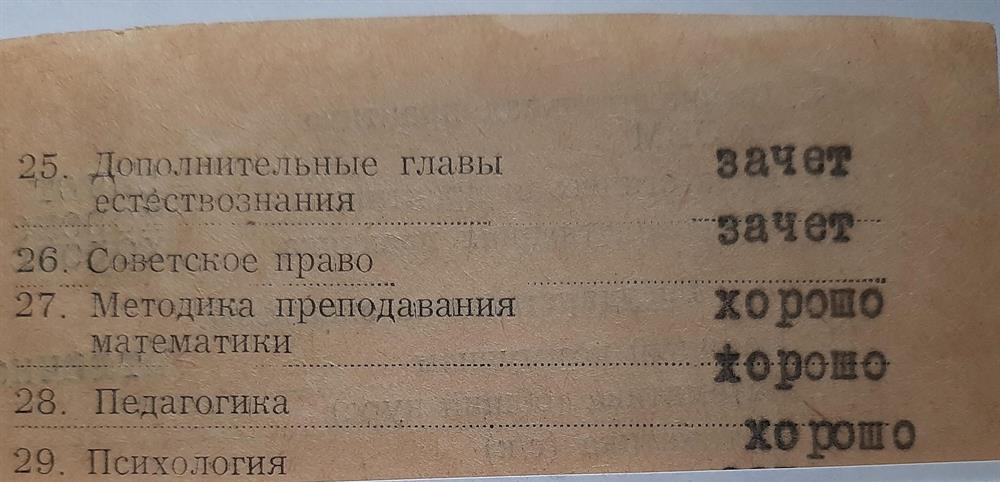 25. Дополнительные главы зачет
естествознания
зачет
26. Советское право
27. Методика преподавания хорошо
математики
хорошо
28. Педагогика
хорошо
29. Психология